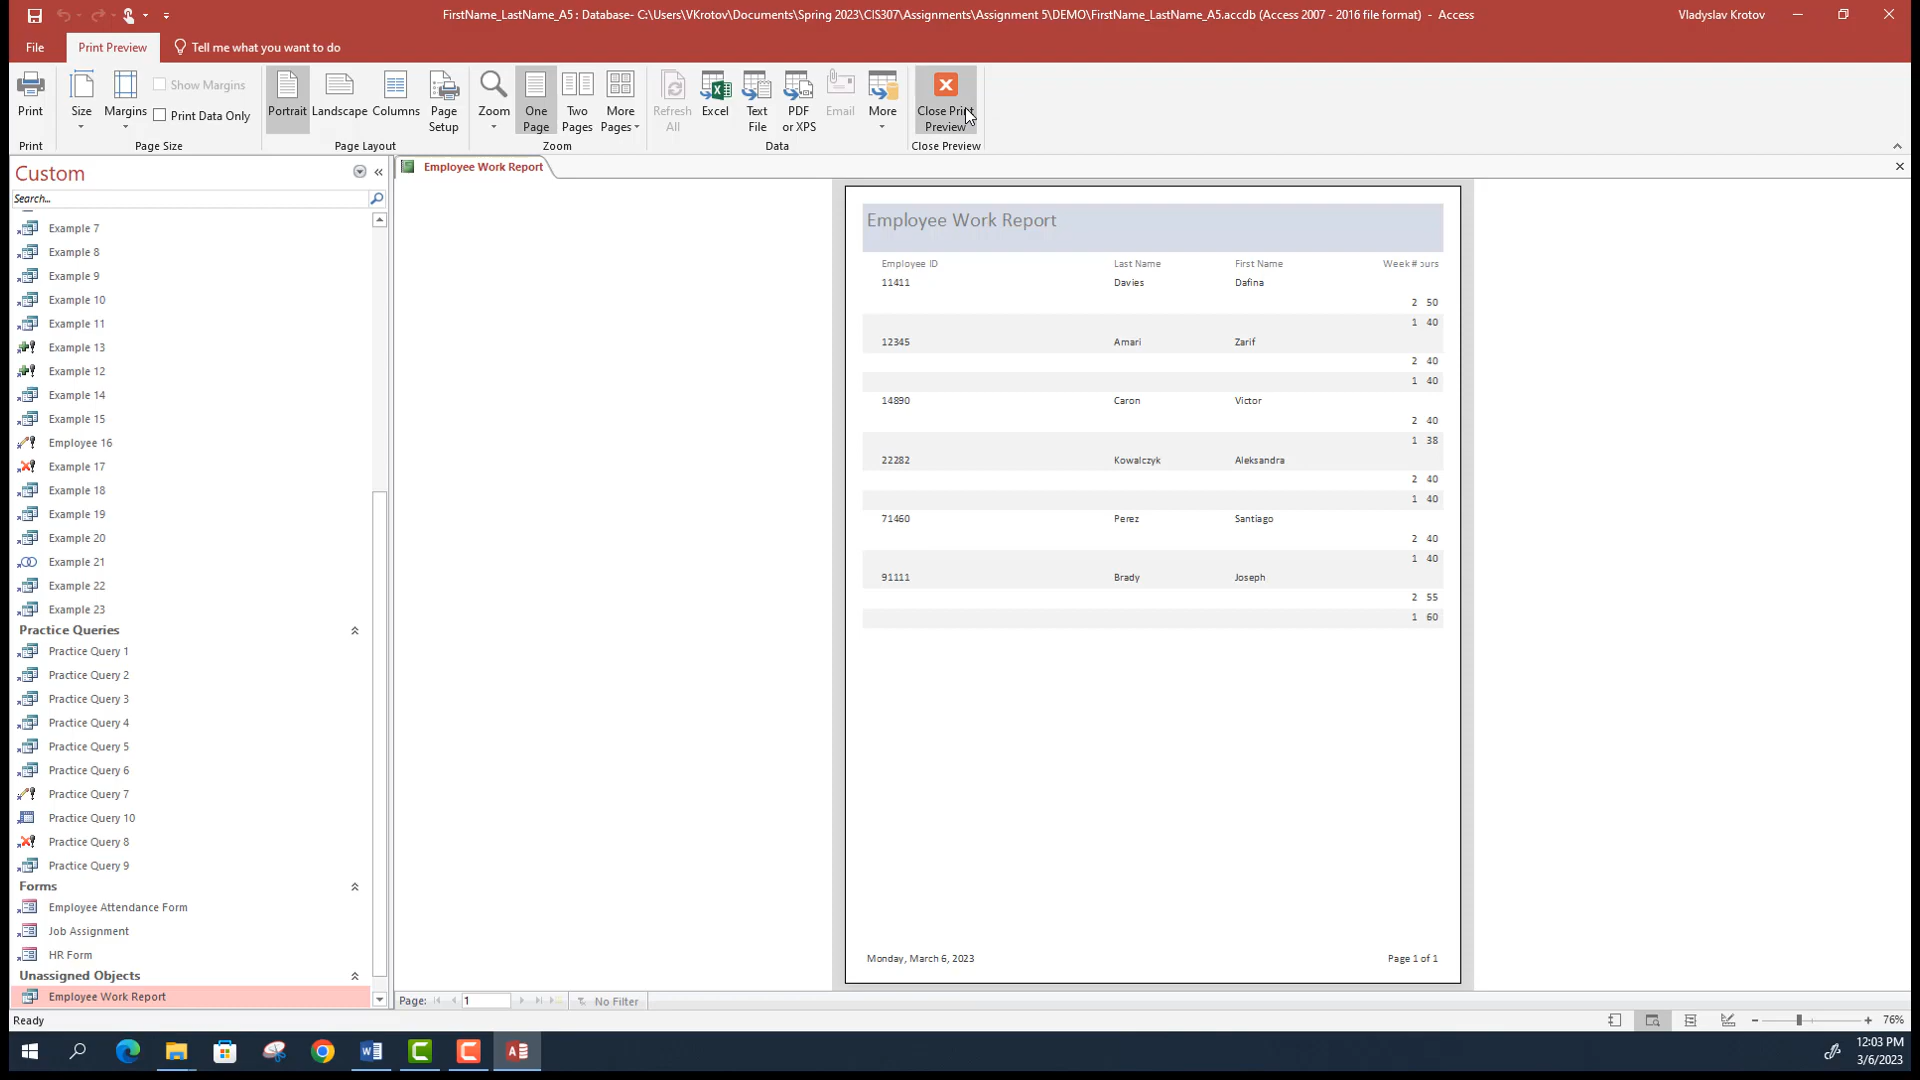 FirstName_LastName_A5 : Database- C:\Users\VKrotov\Documents\Spring 2023\CIS307\Assignments\Assignment 5\DEMO\FirstName_LastName_A5.accdb (Access 2007 - 2016 file format) - Access
Vladyslav Krotov
File
Print Preview
Tell me what you want to do
Print
Size
Margins
Show Margins
Print Data Only
Portrait
Landscape
Columns
Page Setup
Zoom
One Page
Two Pages
More Pages
Refresh All
Excel
Text File
PDF or XPS
Email
More
Close Print Preview
Print
Page Size
Page Layout
Zoom
Data
Close Preview
Custom
Search...
Example 7
Example 8
Example 9
Example 10
Example 11
Example 13
Example 12
Example 14
Example 15
Employee 16
Example 17
Example 18
Example 19
Example 20
Example 21
Example 22
Example 23
Practice Queries
Practice Query 1
Practice Query 2
Practice Query 3
Practice Query 4
Practice Query 5
Practice Query 6
Practice Query 7
Practice Query 10
Practice Query 8
Practice Query 9
Forms
Employee Attendance Form
Job Assignment
HR Form
Unassigned Objects
Employee Work Report
Employee Work Report
Employee Work Report
Employee ID Last Name First Name Week # ours
11411 Davies Dafina
2 50
1 40
12345 Amari Zarif
2 40
1 40
14890 Caron Victor
2 40
1 38
22282 Kowalczyk Aleksandra
2 40
1 40
71460 Perez Santiago
2 40
1 40
91111 Brady Joseph
2 55
1 60
Monday, March 6, 2023 Page 1 of 1
Page: 1 No Filter
Ready
76%
12:03 PM
3/6/2023